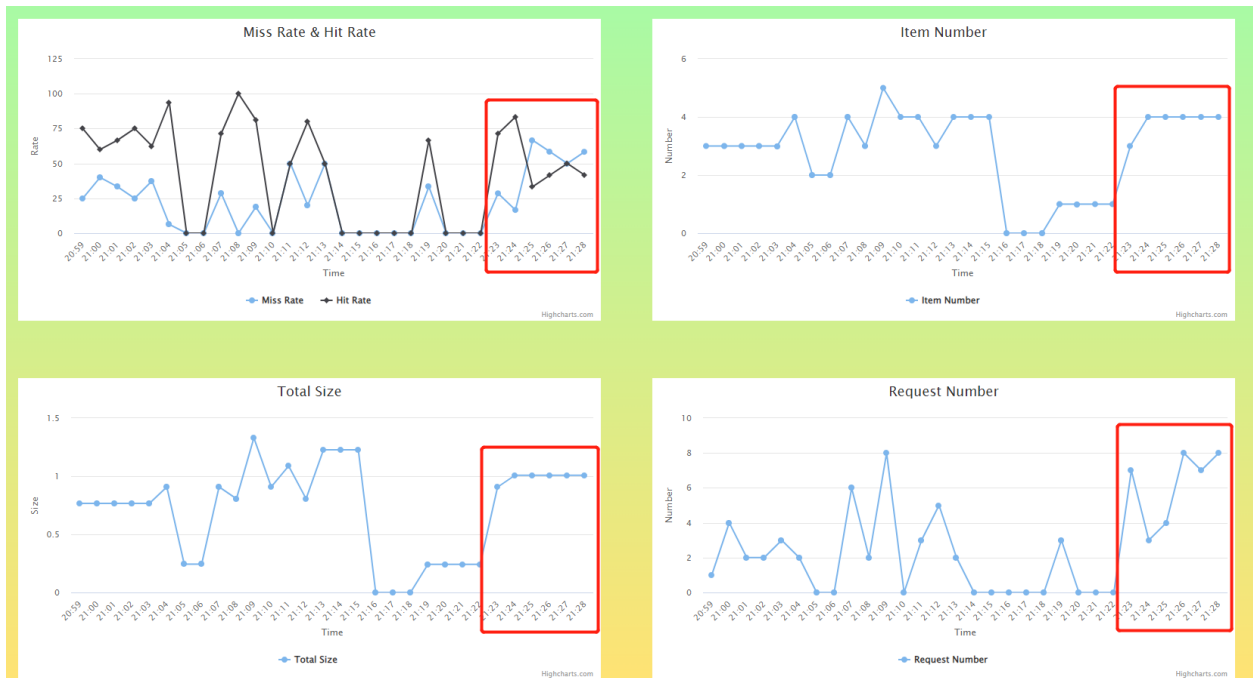 Miss Rate & Hit Rate
125
100
75
50
25
0
Rate
20:59 21:00 21:01 21:02 21:03 21:04 21:05 21:06 21:07 21:08 21:09 21:10 21:11 21:12 21:13 21:14 21:15 21:16 21:17 21:18 21:19 21:20 21:21 21:22 21:23 21:24 21:25 21:26 21:27 21:28
Time
Miss Rate Hit Rate
Highcharts.com
Item Number
6
4
2
0
Number
20:59 21:00 21:01 21:02 21:03 21:04 21:05 21:06 21:07 21:08 21:09 21:10 21:11 21:12 21:13 21:14 21:15 21:16 21:17 21:18 21:19 21:20 21:21 21:22 21:23 21:24 21:25 21:26 21:27 21:28
Time
Item Number
Highcharts.com
Total Size
1.5
1
0.5
0
Size
20:59 21:00 21:01 21:02 21:03 21:04 21:05 21:06 21:07 21:08 21:09 21:10 21:11 21:12 21:13 21:14 21:15 21:16 21:17 21:18 21:19 21:20 21:21 21:22 21:23 21:24 21:25 21:26 21:27 21:28
Time
Total Size
Highcharts.com
Request Number
10
8
6
4
2
0
Number
20:59 21:00 21:01 21:02 21:03 21:04 21:05 21:06 21:07 21:08 21:09 21:10 21:11 21:12 21:13 21:14 21:15 21:16 21:17 21:18 21:19 21:20 21:21 21:22 21:23 21:24 21:25 21:26 21:27 21:28
Time
Request Number
Highcharts.com